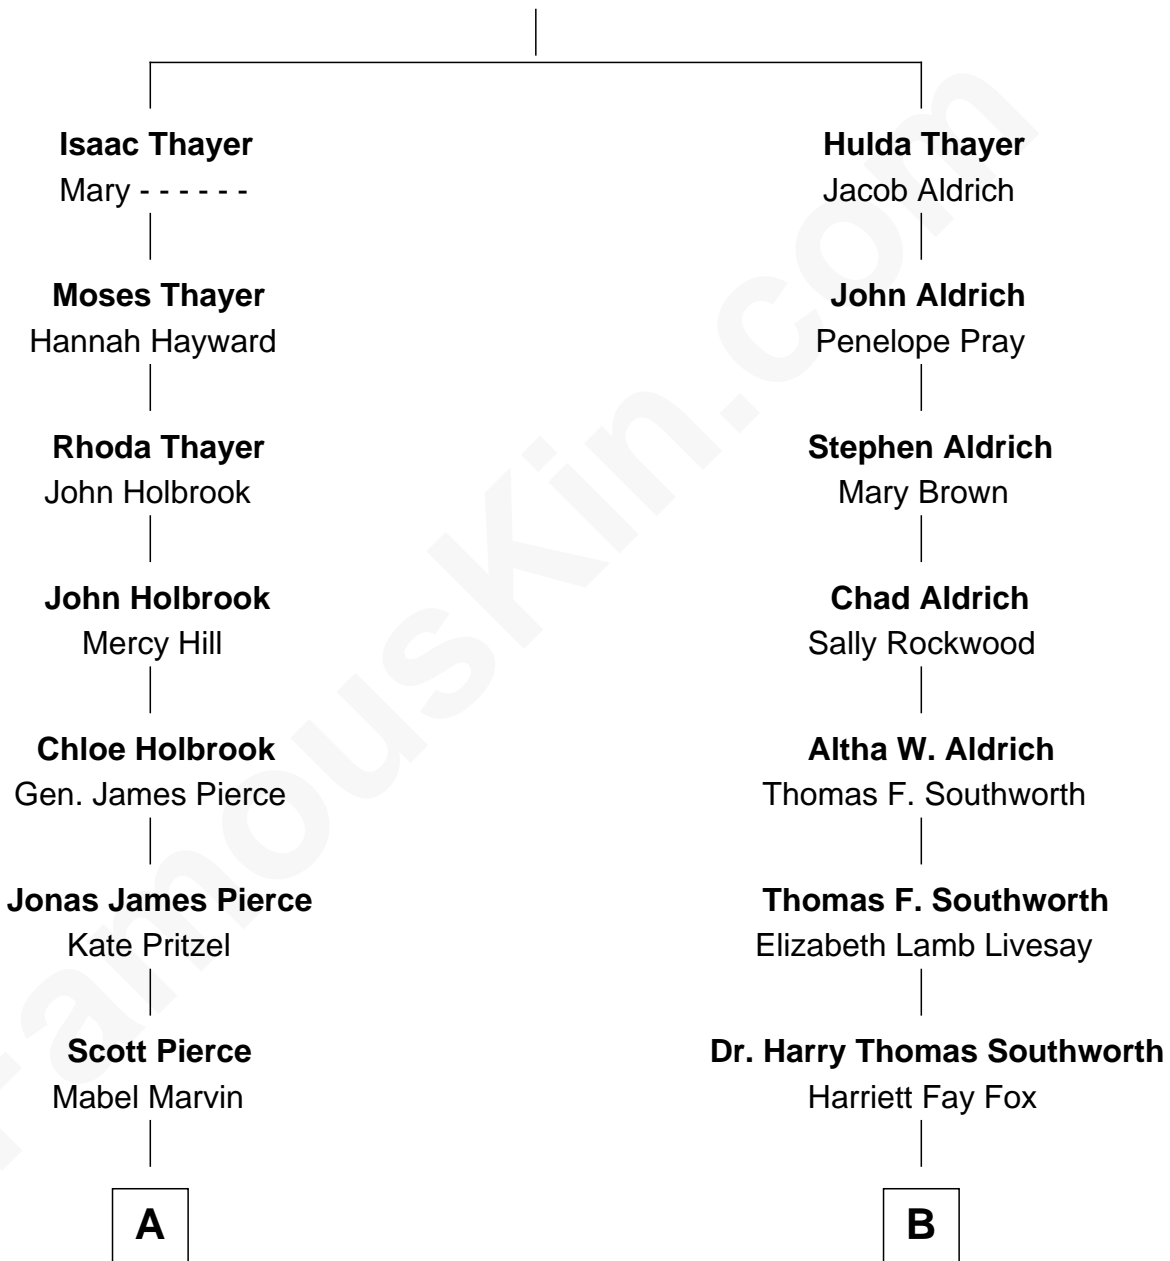 Isaac Thayer
Mary - - - - - -
Moses Thayer
Hannah Hayward
Rhoda Thayer
John Holbrook
John Holbrook
Mercy Hill
Chloe Holbrook
Gen. James Pierce
Jonas James Pierce
Kate Pritzel
Scott Pierce
Mabel Marvin
A
Hulda Thayer
Jacob Aldrich
John Aldrich
Penelope Pray
Stephen Aldrich
Mary Brown
Chad Aldrich
Sally Rockwood
Altha W. Aldrich
Thomas F. Southworth
Thomas F. Southworth
Elizabeth Lamb Livesay
Dr. Harry Thomas Southworth
Harriett Fay Fox
B
FamousKin.com